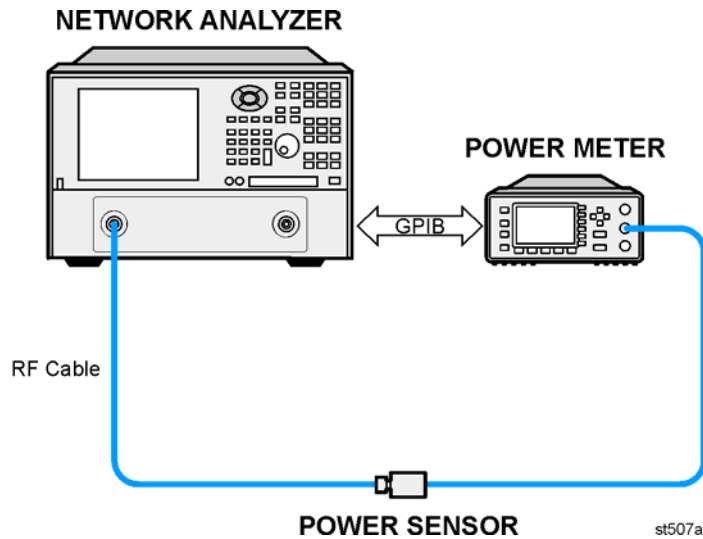 NETWORK ANALYZER
POWER METER
GPIB
RF Cable
POWER SENSOR
st507a